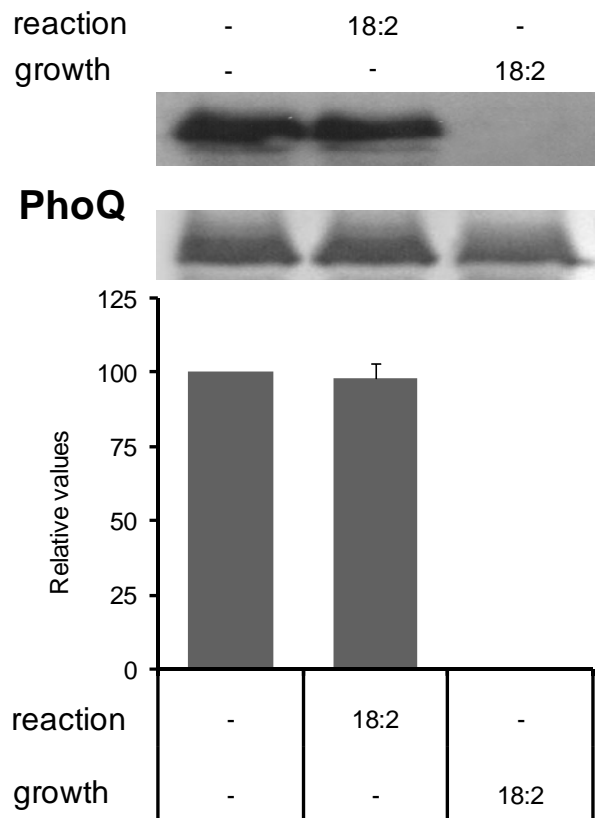 reaction - 18:2 -
growth - - 18:2
PhoQ
125
100
75
50
25
0
Relative values
reaction - 18:2 -
growth - - 18:2